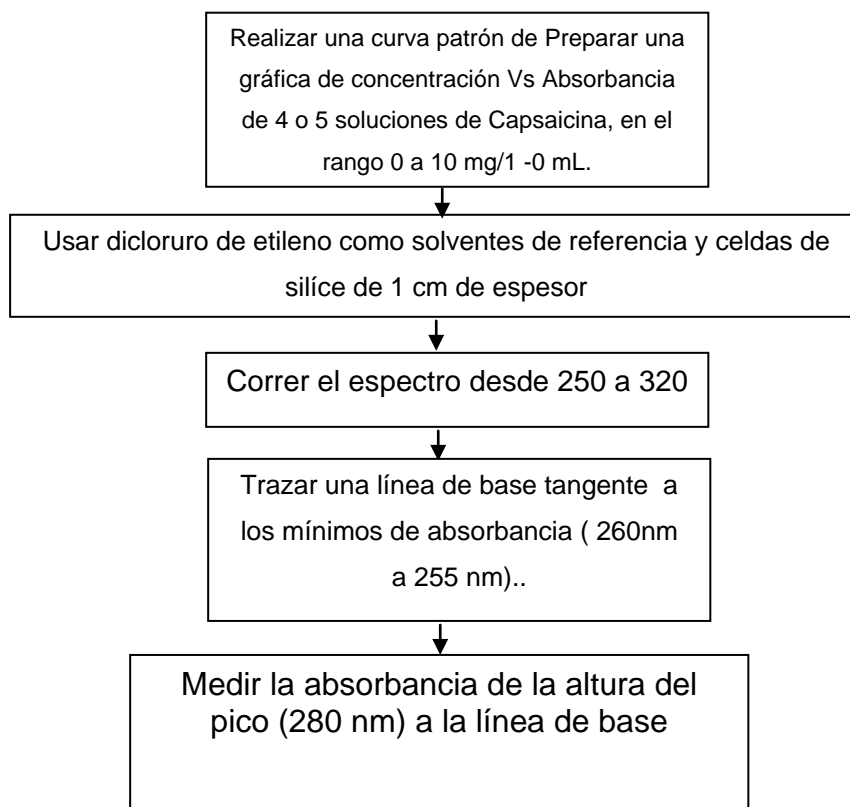 Realizar una curva patrón de Preparar una
gráfica de concentración Vs Absorbancia
de 4 o 5 soluciones de Capsaicina, en el
rango 0 a 10 mg/1 -0 mL.
Usar dicloruro de etileno como solventes de referencia y celdas de
silíce de 1 cm de espesor
Correr el espectro desde 250 a 320
Trazar una línea de base tangente a
los mínimos de absorbancia ( 260nm
a 255 nm)..
Medir la absorbancia de la altura del
pico (280 nm) a la línea de base